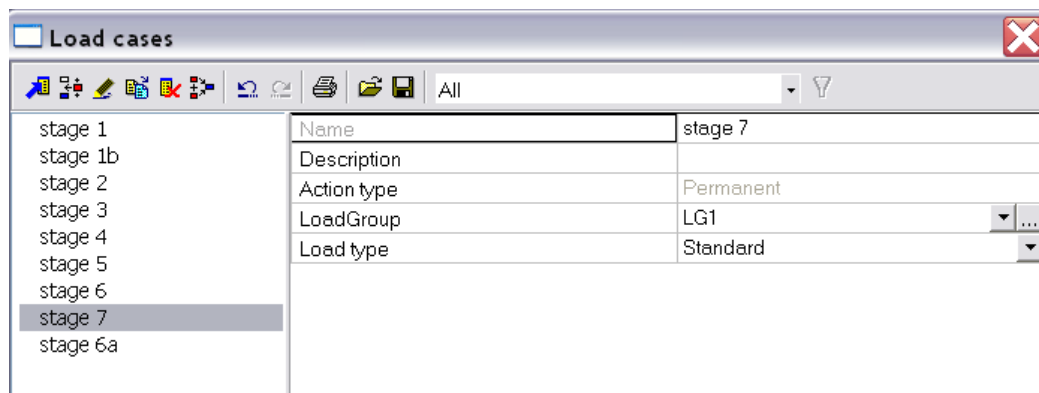 Load cases
All
stage 1
stage 1b
stage 2
stage 3
stage 4
stage 5
stage 6
stage 7
stage 6a
Name stage 7
Description
Action type Permanent
LoadGroup LG1 ...
Load type Standard